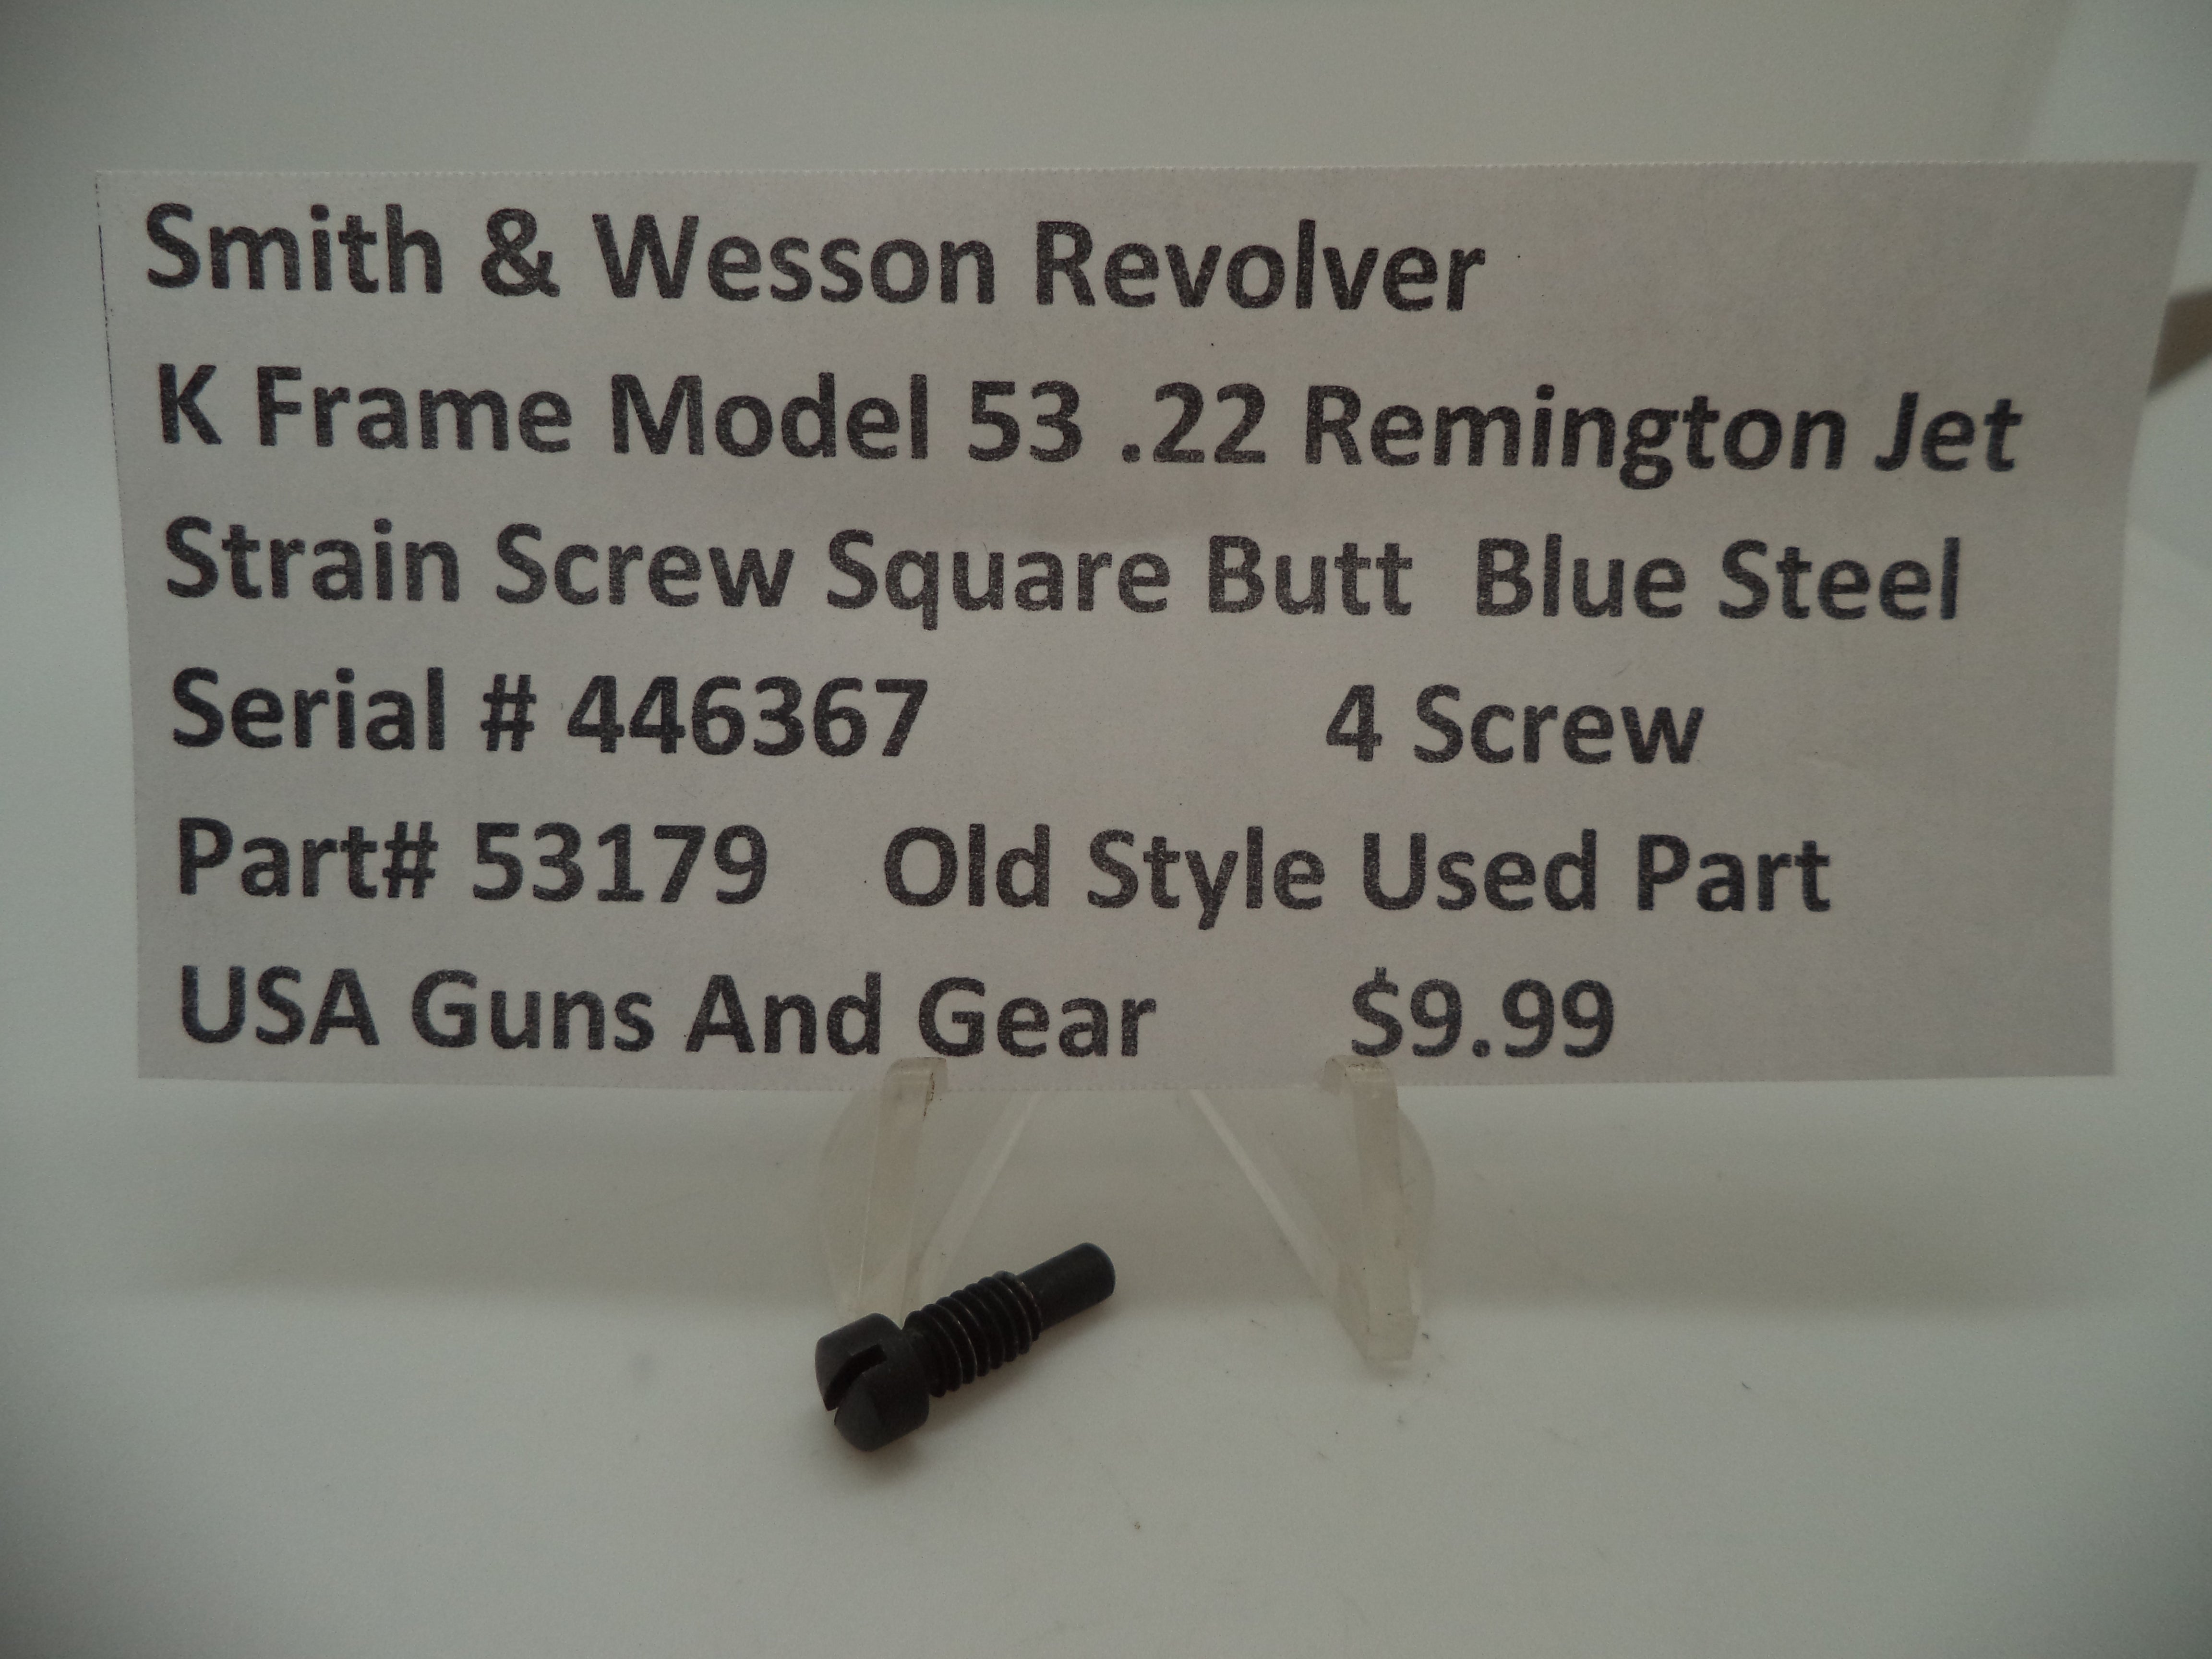 Smith & Wesson Revolver
K Frame Model 53 .22 Remington Jet
Strain Screw Square Butt Blue Steel
Serial # 446367 4 Screw
Part# 53179 Old Style Used Part
USA Guns And Gear $9.99